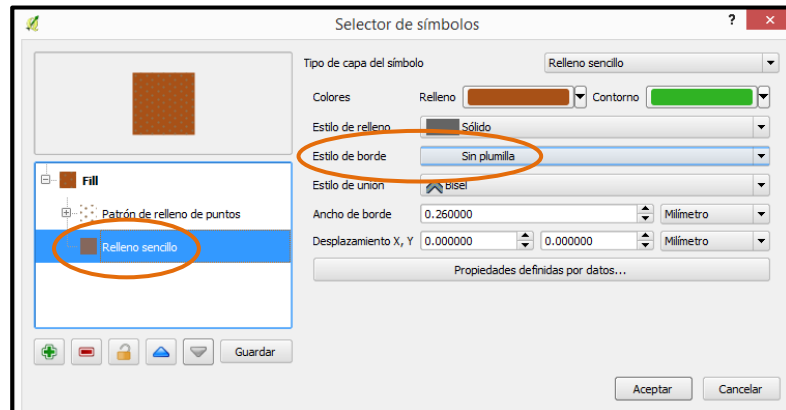 Selector de símbolos
?
Tipo de capa del símbolo Relleno sencillo
Colores Relleno Contorno
Estilo de relleno Sólido
Estilo de borde Sin plumilla
Estilo de unión Bisel
Ancho de borde 0.260000 Milímetro
Desplazamiento X, Y 0.000000 0.000000 Milímetro
Propiedades definidas por datos...
Fill
Patrón de relleno de puntos
Relleno sencillo
Guardar
Aceptar Cancelar